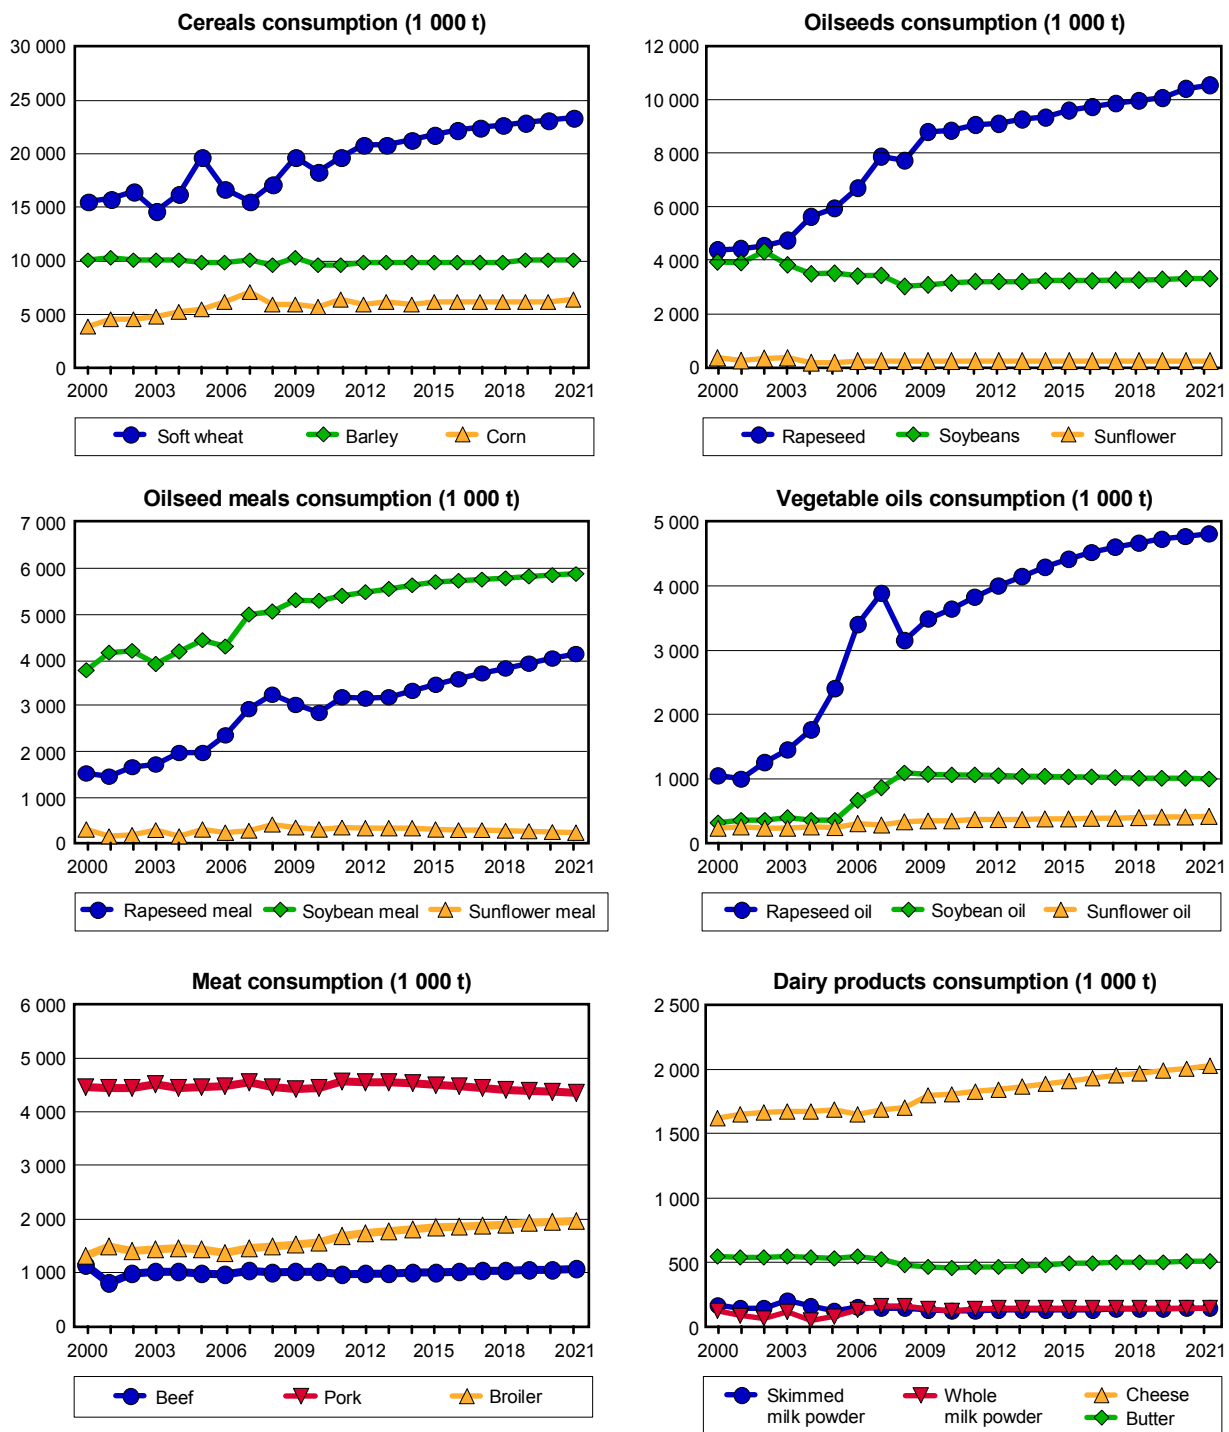 Cereals consumption (1 000 t)
30 000
25 000
20 000
15 000
10 000
5 000
0
2000 2003 2006 2009 2012 2015 2018 2021
Soft wheat Barley Corn
Oilseeds consumption (1 000 t)
12 000
10 000
8 000
6 000
4 000
2 000
0
2000 2003 2006 2009 2012 2015 2018 2021
Rapeseed Soybeans Sunflower
Oilseed meals consumption (1 000 t)
7 000
6 000
5 000
4 000
3 000
2 000
1 000
0
2000 2003 2006 2009 2012 2015 2018 2021
Rapeseed meal Soybean meal Sunflower meal
Vegetable oils consumption (1 000 t)
5 000
4 000
3 000
2 000
1 000
0
2000 2003 2006 2009 2012 2015 2018 2021
Rapeseed oil Soybean oil Sunflower oil
Meat consumption (1 000 t)
6 000
5 000
4 000
3 000
2 000
1 000
0
2000 2003 2006 2009 2012 2015 2018 2021
Beef Pork Broiler
Dairy products consumption (1 000 t)
2 500
2 000
1 500
1 000
500
0
2000 2003 2006 2009 2012 2015 2018 2021
Skimmed Whole Cheese
milk powder milk powder Butter